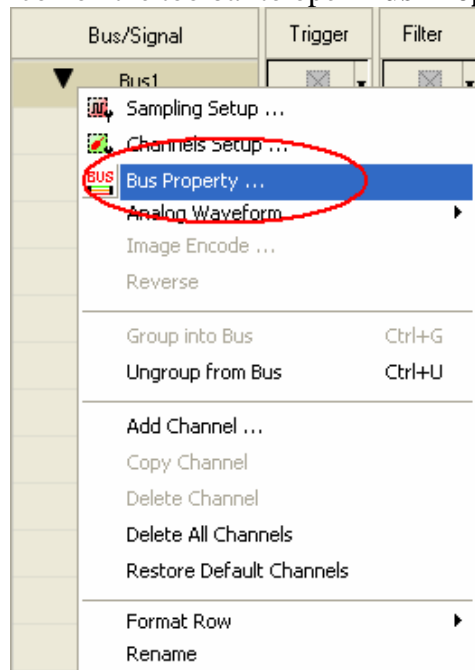 Bus/Signal Trigger Filter
Bus1
Sampling Setup ...
Channels Setup ...
BUS Bus Property ...
Analog Waveform
Image Encode ...
Reverse
Group into Bus Ctrl+G
Ungroup from Bus Ctrl+U
Add Channel ...
Copy Channel
Delete Channel
Delete All Channels
Restore Default Channels
Format Row
Rename